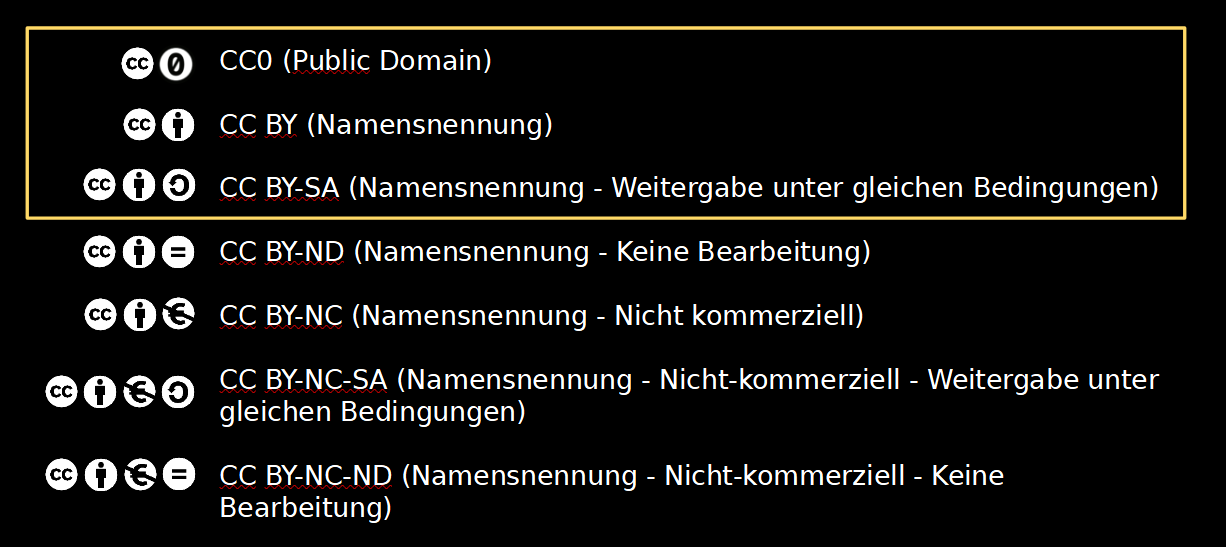 CC0 (Public Domain)
CC BY (Namensnennung)
CC BY-SA (Namensnennung - Weitergabe unter gleichen Bedingungen)
CC BY-ND (Namensnennung - Keine Bearbeitung)
CC BY-NC (Namensnennung - Nicht kommerziell)
CC BY-NC-SA (Namensnennung - Nicht-kommerziell - Weitergabe unter
gleichen Bedingungen)
CC BY-NC-ND (Namensnennung - Nicht-kommerziell - Keine
Bearbeitung)